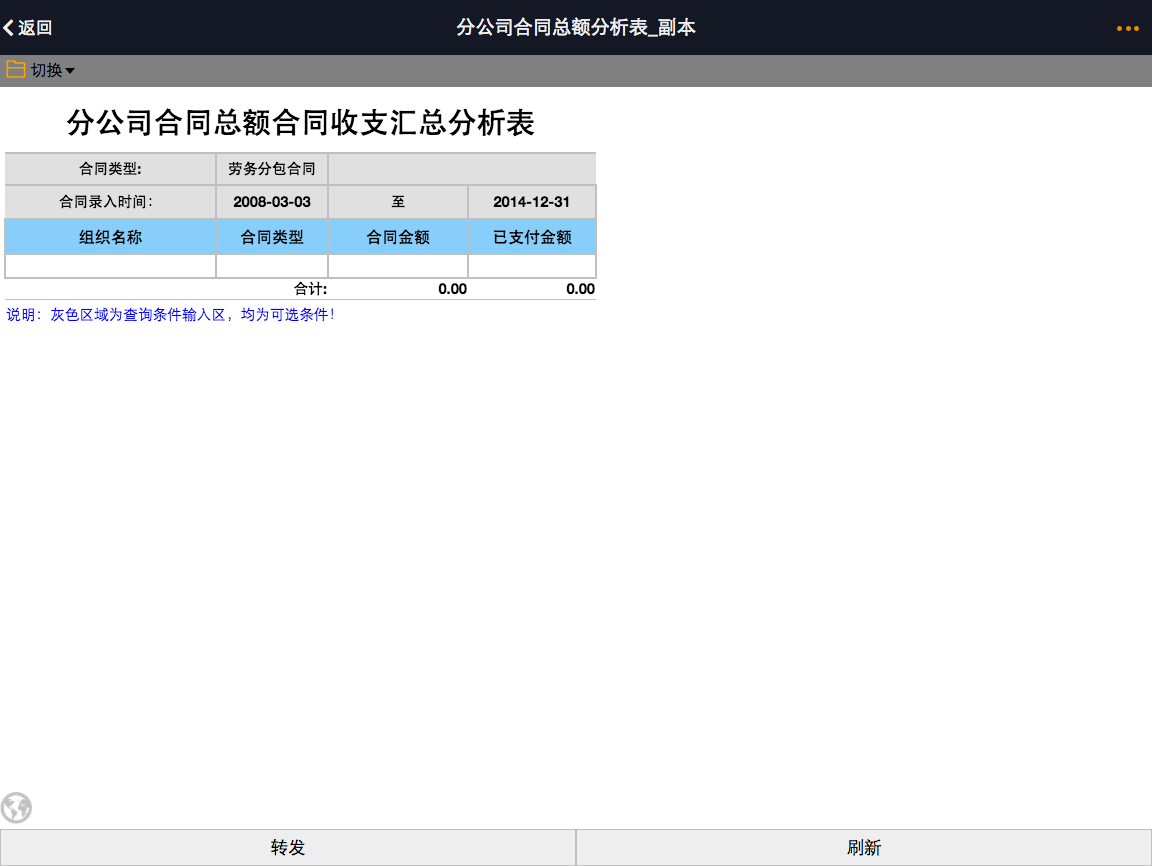 返回 分公司合同总额分析表_副本
切换
分公司合同总额合同收支汇总分析表
合同类型: 劳务分包合同
合同录入时间： 2008-03-03 至 2014-12-31
组织名称 合同类型 合同金额 已支付金额
合计: 0.00 0.00
说明：灰色区域为查询条件输入区，均为可选条件！
转发 刷新